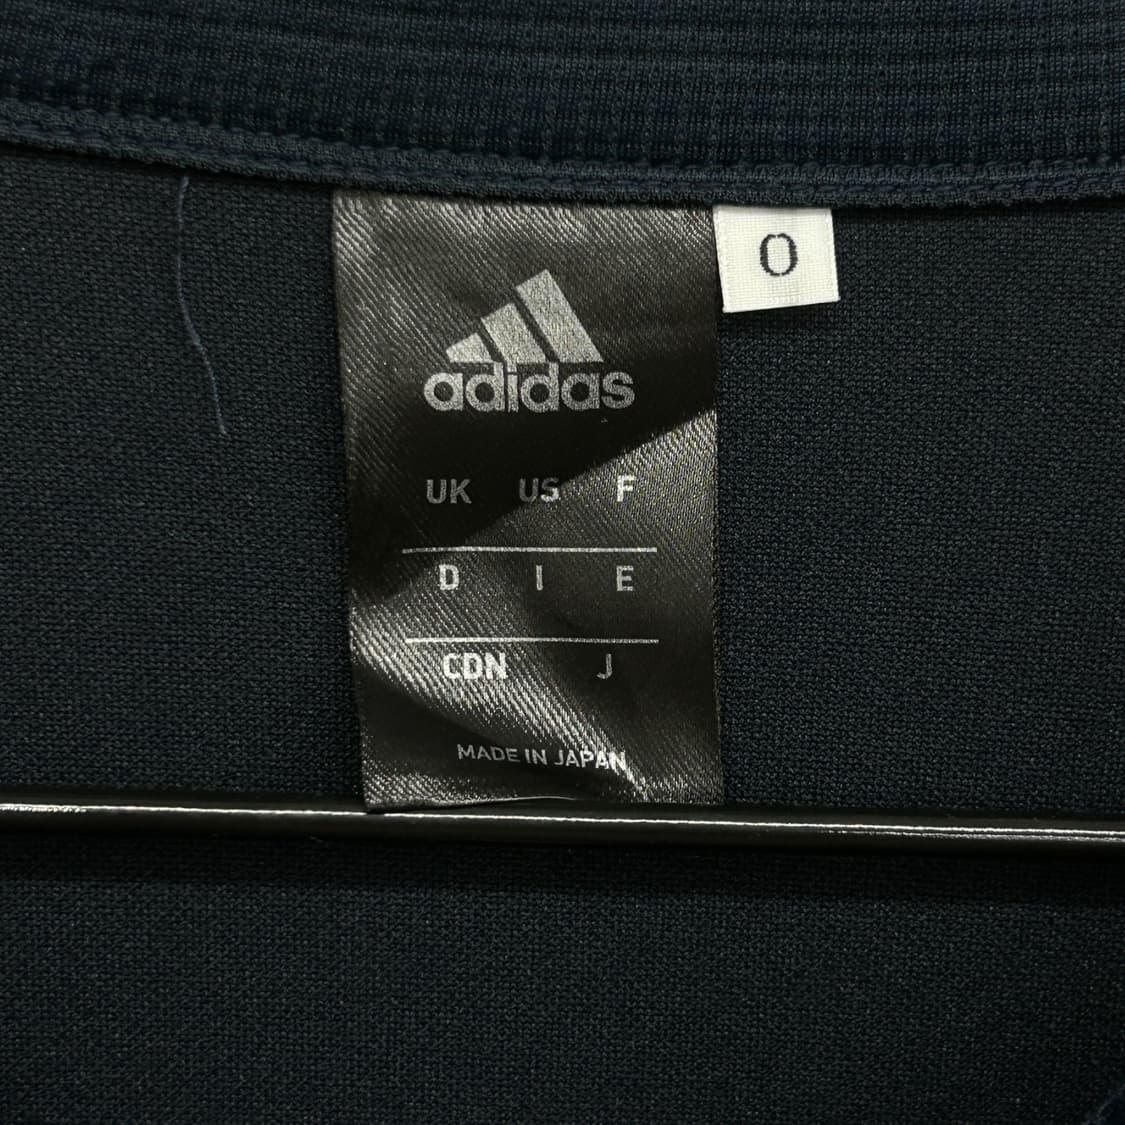 adidas
O
UK US F
D I E
CDN J
MADE IN JAPAN